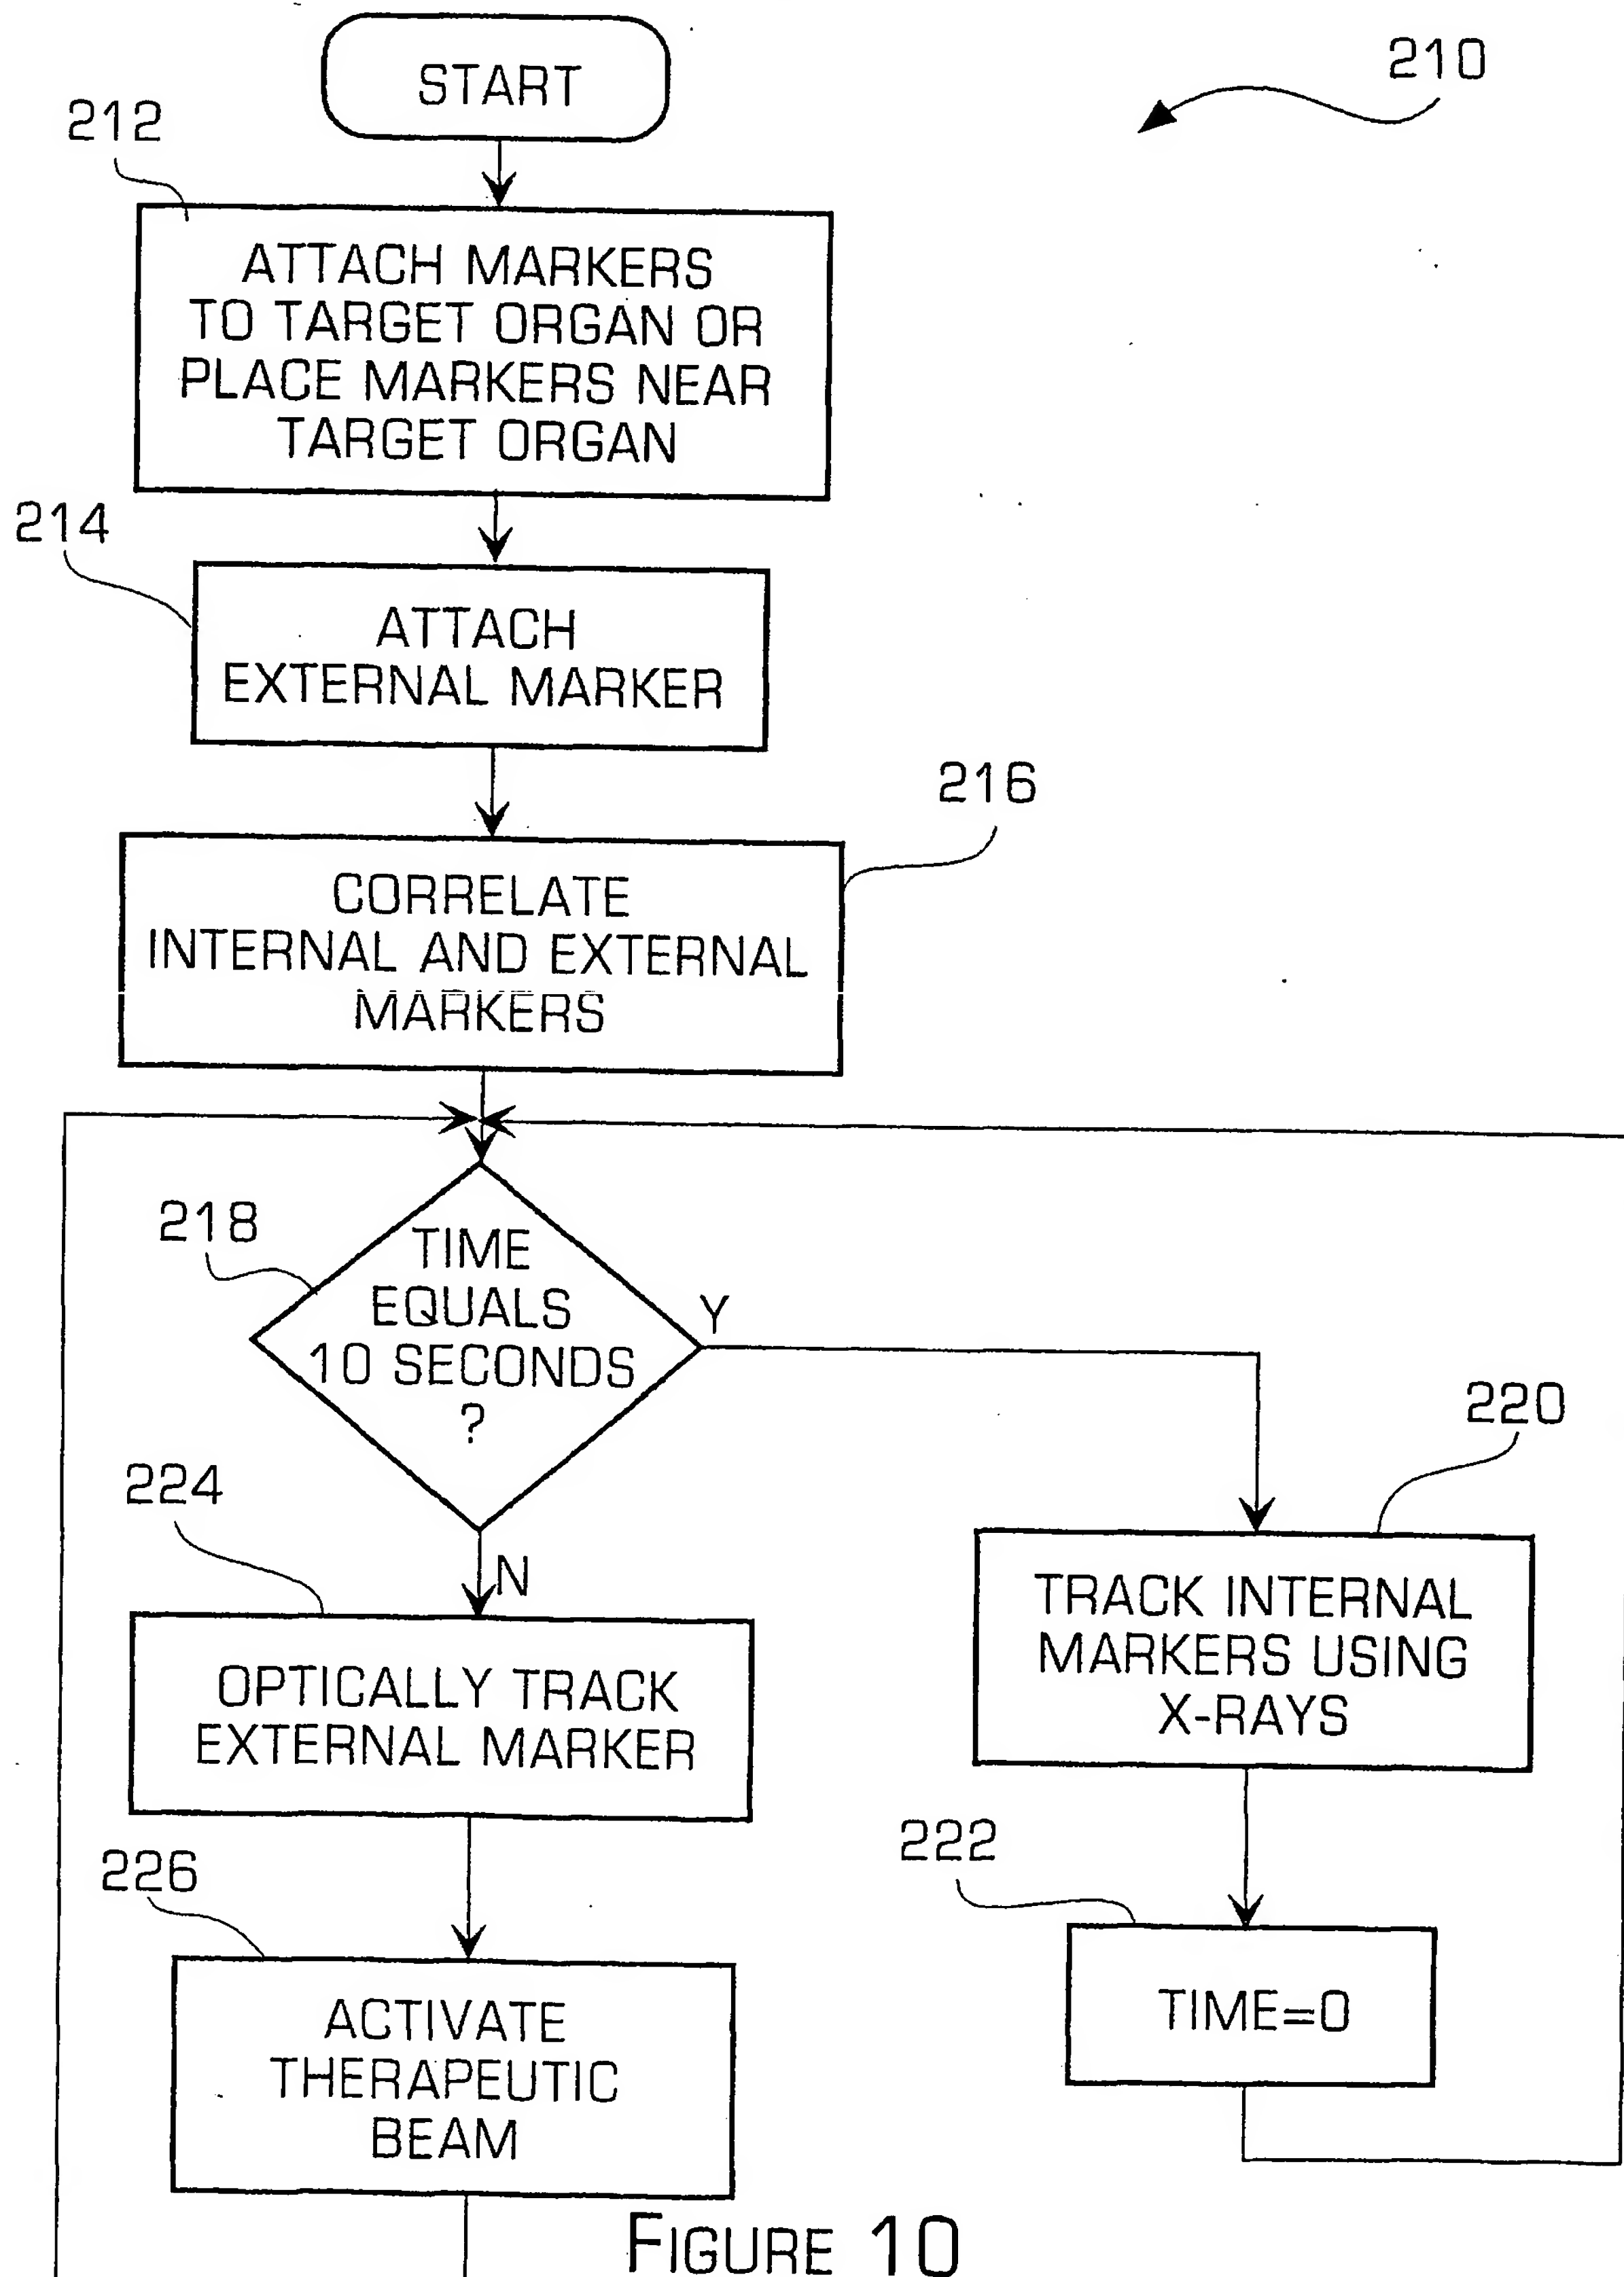 START
210
212
ATTACH MARKERS
TO TARGET ORGAN OR
PLACE MARKERS NEAR
TARGET ORGAN
214
ATTACH
EXTERNAL MARKER
216
CORRELATE
INTERNAL AND EXTERNAL
MARKERS
218
TIME
EQUALS
10 SECONDS
?
Y
N
220
TRACK INTERNAL
MARKERS USING
X-RAYS
224
OPTICALLY TRACK
EXTERNAL MARKER
222
TIME=0
226
ACTIVATE
THERAPEUTIC
BEAM
FIGURE 10